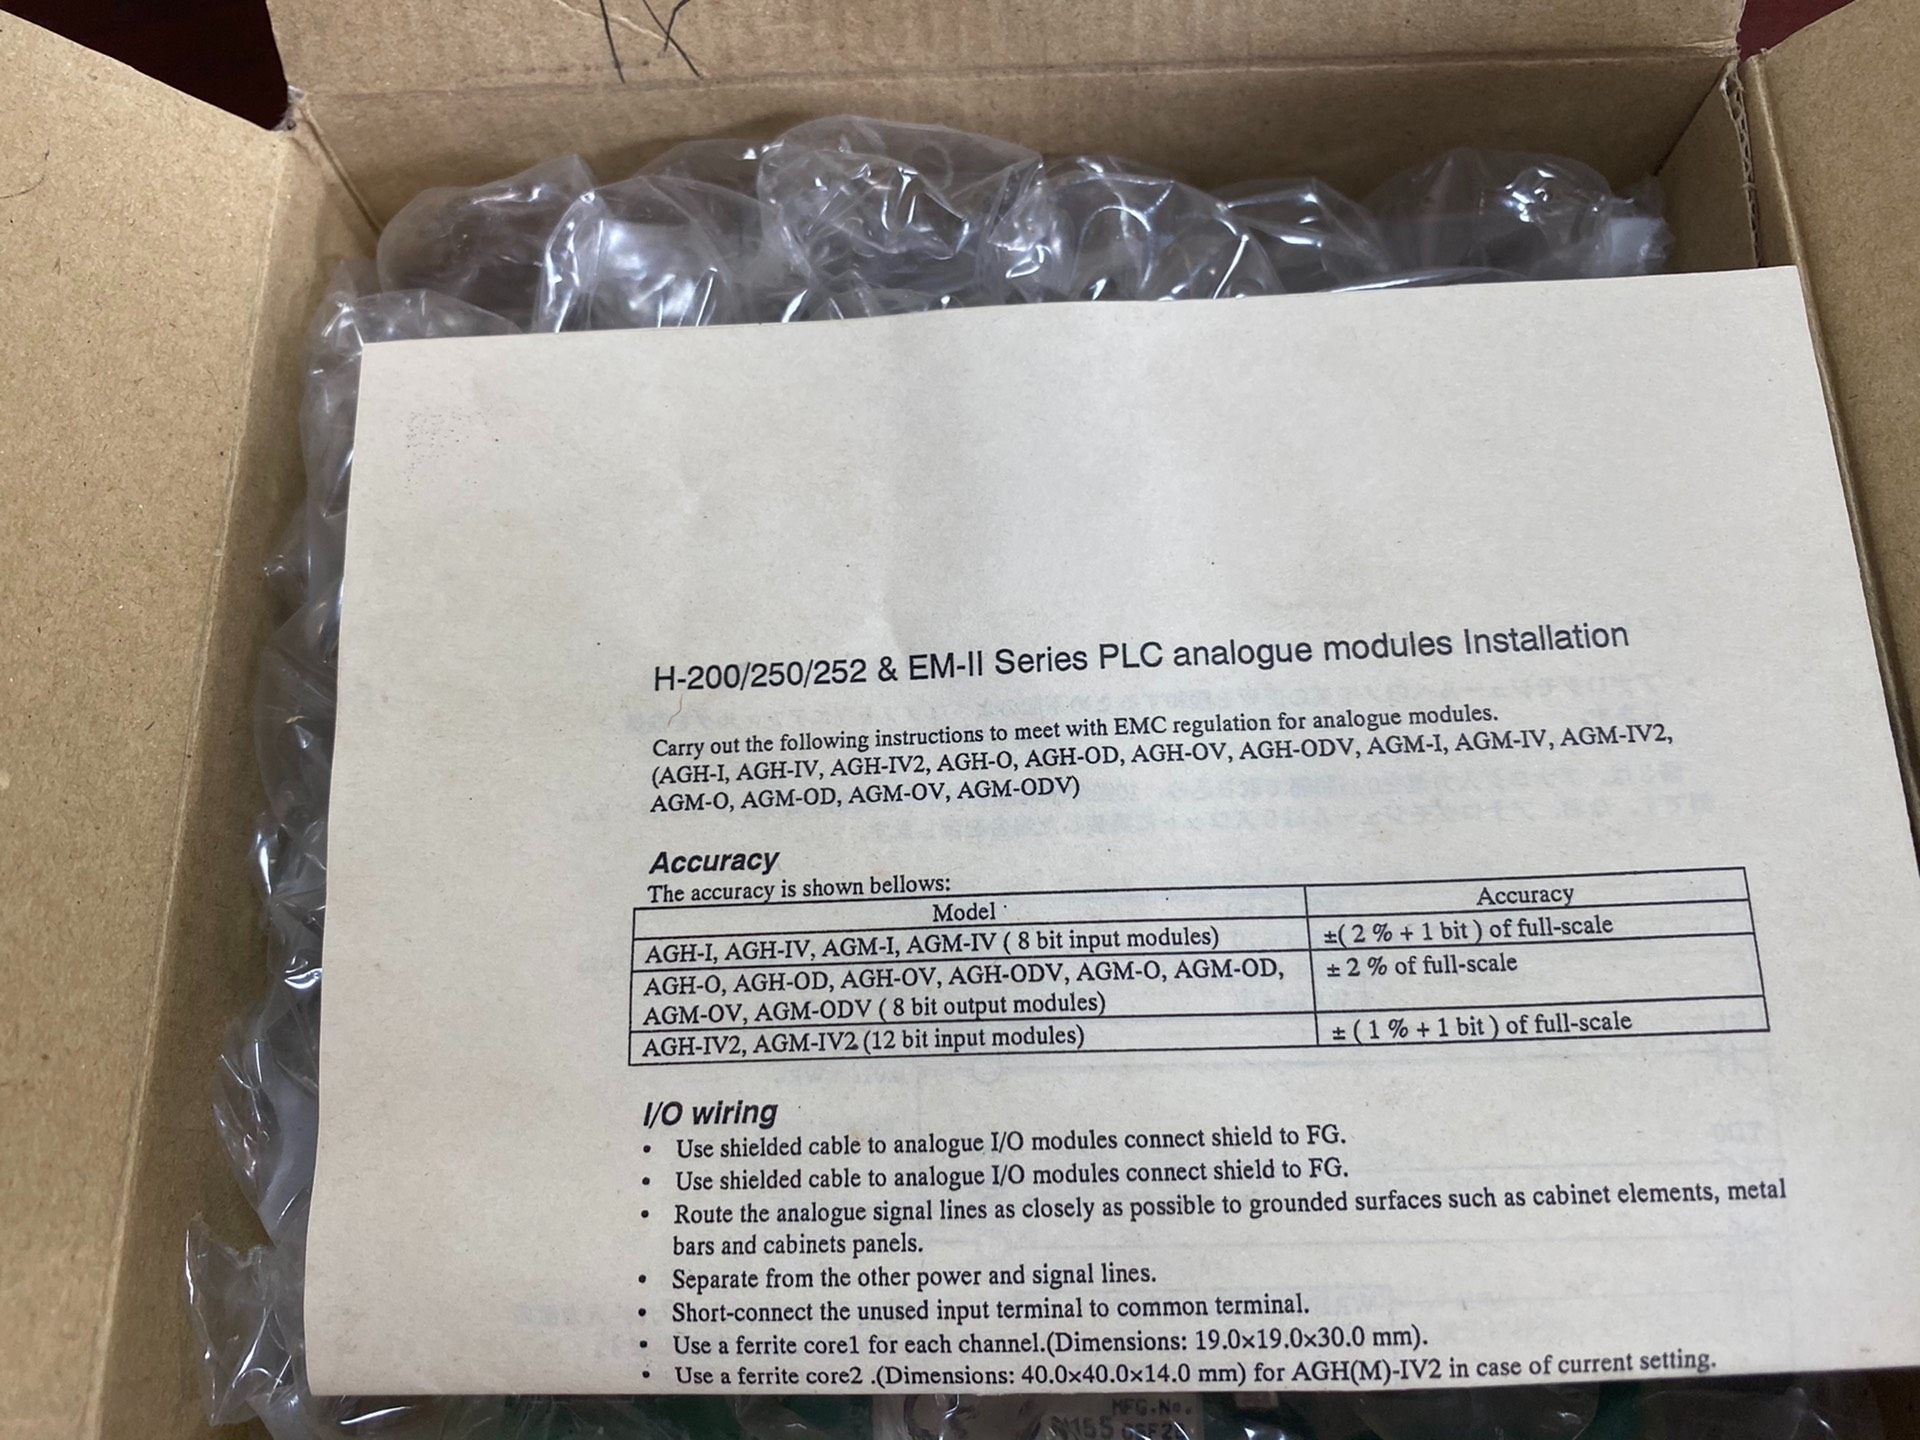 H-200/250/252 & EM-II Series PLC analogue modules Installation
Carry out the following instructions to meet with EMC regulation for analogue modules.
(AGH-I, AGH-IV, AGH-IV2, AGH-O, AGH-OD, AGH-OV, AGH-ODV, AGM-I, AGM-IV, AGM-IV2,
AGM-O, AGM-OD, AGM-OV, AGM-ODV)
Accuracy
The accuracy is shown bellows:
Model Accuracy
AGH-I, AGH-IV, AGM-I, AGM-IV ( 8 bit input modules) ±( 2 % + 1 bit ) of full-scale
AGH-O, AGH-OD, AGH-OV, AGH-ODV, AGM-O, AGM-OD, ± 2 % of full-scale
AGM-OV, AGM-ODV ( 8 bit output modules)
AGH-IV2, AGM-IV2 (12 bit input modules) ± ( 1 % + 1 bit ) of full-scale
I/O wiring
• Use shielded cable to analogue I/O modules connect shield to FG.
• Use shielded cable to analogue I/O modules connect shield to FG.
• Route the analogue signal lines as closely as possible to grounded surfaces such as cabinet elements, metal
bars and cabinets panels.
• Separate from the other power and signal lines.
• Short-connect the unused input terminal to common terminal.
• Use a ferrite core1 for each channel.(Dimensions: 19.0×19.0×30.0 mm).
• Use a ferrite core2 .(Dimensions: 40.0×40.0×14.0 mm) for AGH(M)-IV2 in case of current setting.
MFG.No.